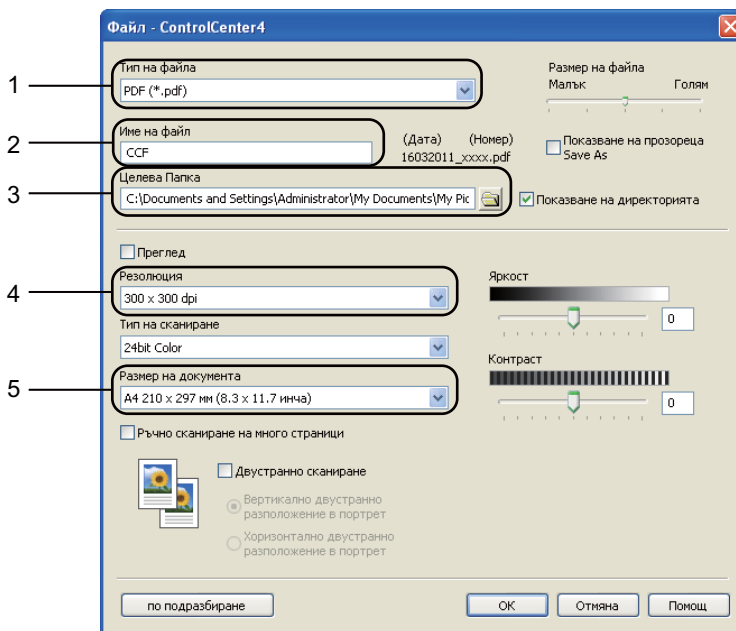 Файл - ControlCenter4
1
Тип на файла
PDF (*.pdf)
Размер на файла
Малък Голям
2
Име на файл
CCF
(Дата) (Номер)
16032011_xxxx.pdf
Показване на прозореца
Save As
3
Целева Папка
C:\Documents and Settings\Administrator\My Documents\My Pic
Показване на директорията
Преглед
4
Резолюция
300 x 300 dpi
Яркост
0
Тип на сканиране
24bit Color
Контраст
0
5
Размер на документа
A4 210 x 297 мм (8.3 x 11.7 инча)
Ръчно сканиране на много страници
Двустранно сканиране
Вертикално двустранно
разположение в портрет
Хоризонтално двустранно
разположение в портрет
по подразбиране
OK
Отмяна
Помощ